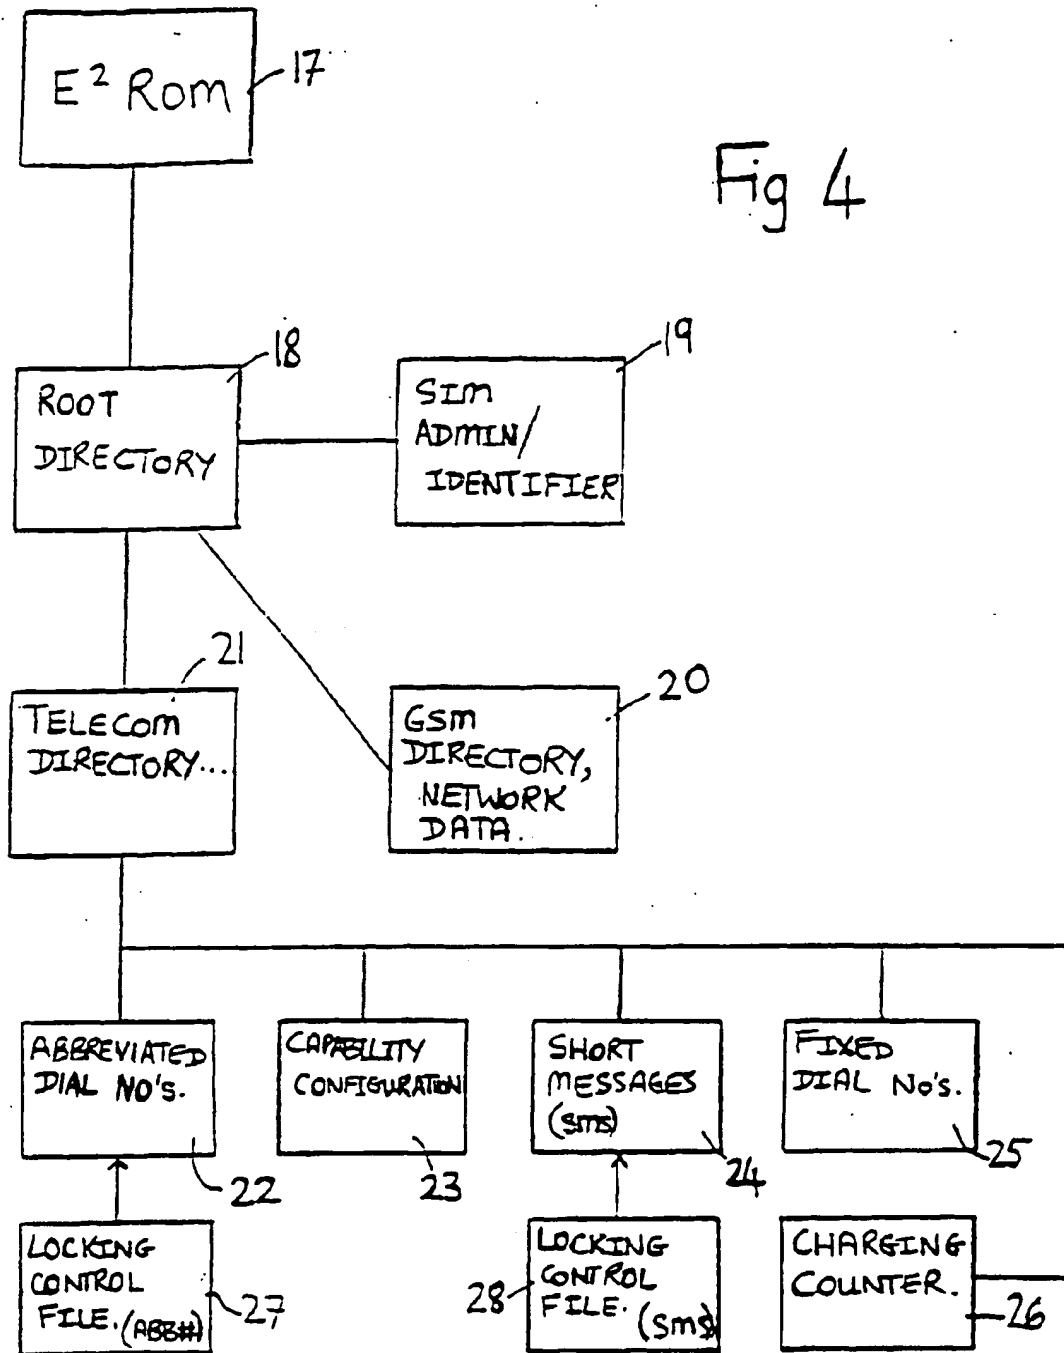 E² Rom
17
Fig 4
18
ROOT
DIRECTORY
19
SIM
ADMIN/
IDENTIFIER
21
TELECOM
DIRECTORY...
20
GSM
DIRECTORY,
NETWORK
DATA.
ABBREVIATED
DIAL NO's.
22
CAPABILITY
CONFIGURATION
23
SHORT
MESSAGES
(sms)
24
FIXED
DIAL No's.
25
LOCKING
CONTROL
FILE. (ABB#)
27
28
LOCKING
CONTROL
FILE. (sms)
CHARGING
COUNTER.
26